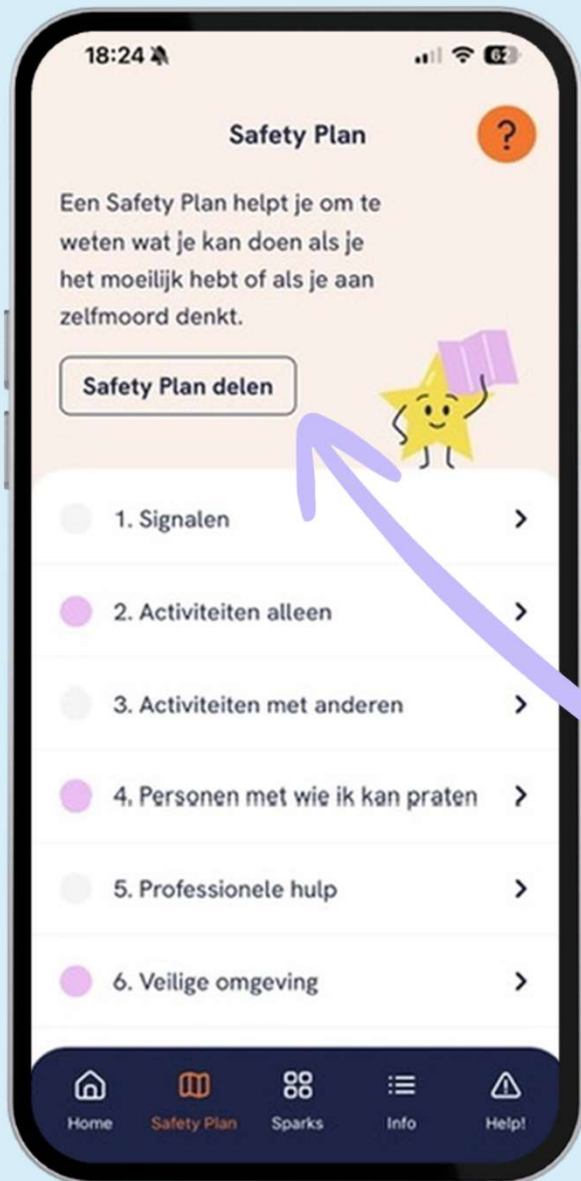 18:24
62
Safety Plan
?
Een Safety Plan helpt je om te
weten wat je kan doen als je
het moeilijk hebt of als je aan
zelfmoord denkt.
Safety Plan delen
1. Signalen
2. Activiteiten alleen
3. Activiteiten met anderen
4. Personen met wie ik kan praten
5. Professionele hulp
6. Veilige omgeving
Home Safety Plan Sparks Info Help!